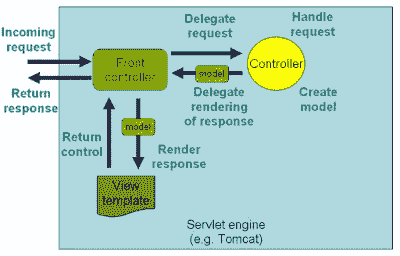 Incoming
request
Return
response
Front
controller
Delegate
request
Handle
request
Controller
model
Delegate
rendering
of response
Create
model
Return
control
model
Render
response
View
template
Servlet engine
(e.g. Tomcat)